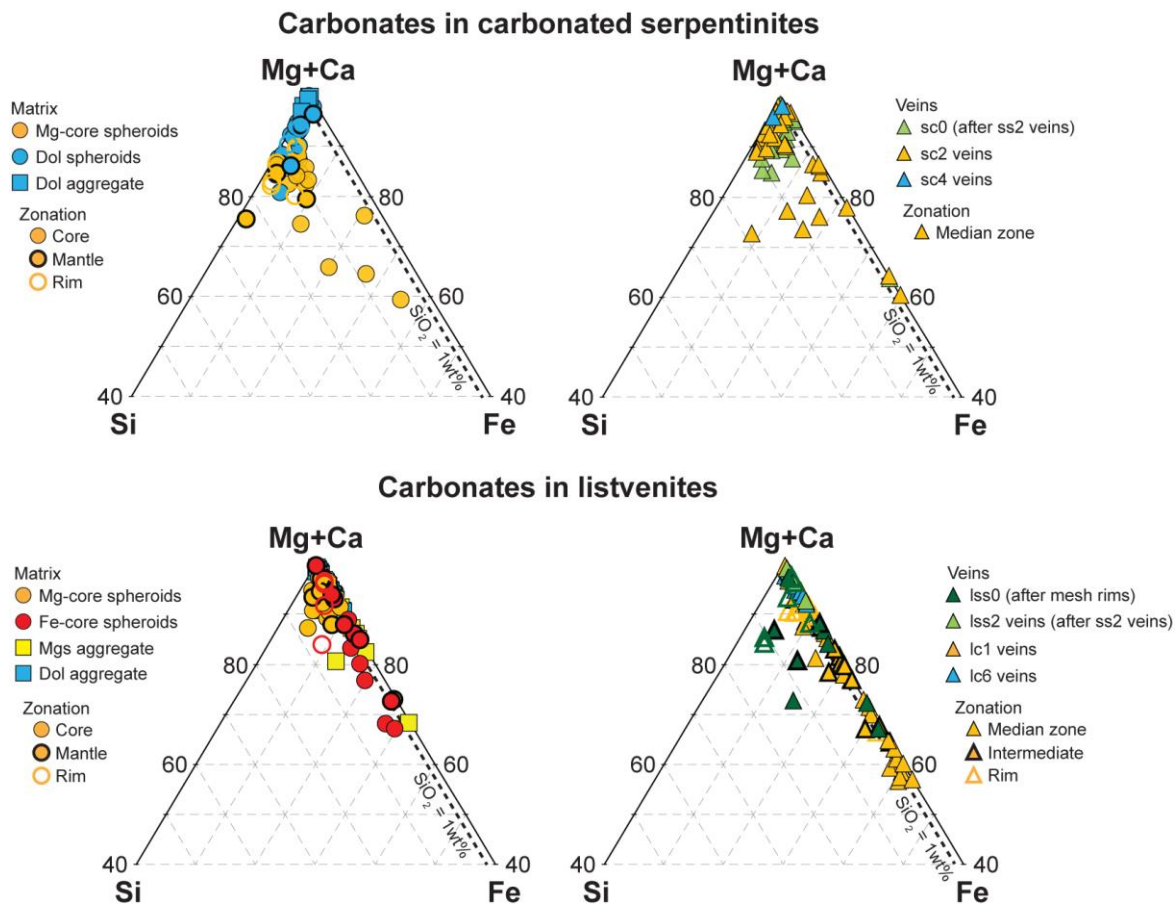 Carbonates in carbonated serpentinites
Mg+Ca
Matrix
Mg-core spheroids
Dol spheroids
Dol aggregate
Zonation
Core
Mantle
Rim
80
80
60
60
SiO₂ = 1wt%
40
40
Si
Fe
Mg+Ca
Veins
sc0 (after ss2 veins)
sc2 veins
sc4 veins
Zonation
Median zone
80
80
60
60
SiO₂ = 1wt%
40
40
Si
Fe
Carbonates in listvenites
Mg+Ca
Matrix
Mg-core spheroids
Fe-core spheroids
Mgs aggregate
Dol aggregate
Zonation
Core
Mantle
Rim
80
80
60
60
SiO₂ = 1wt%
40
40
Si
Fe
Mg+Ca
Veins
lss0 (after mesh rims)
lss2 veins (after ss2 veins)
lc1 veins
lc6 veins
Zonation
Median zone
Intermediate
Rim
80
80
60
60
SiO₂ = 1wt%
40
40
Si
Fe